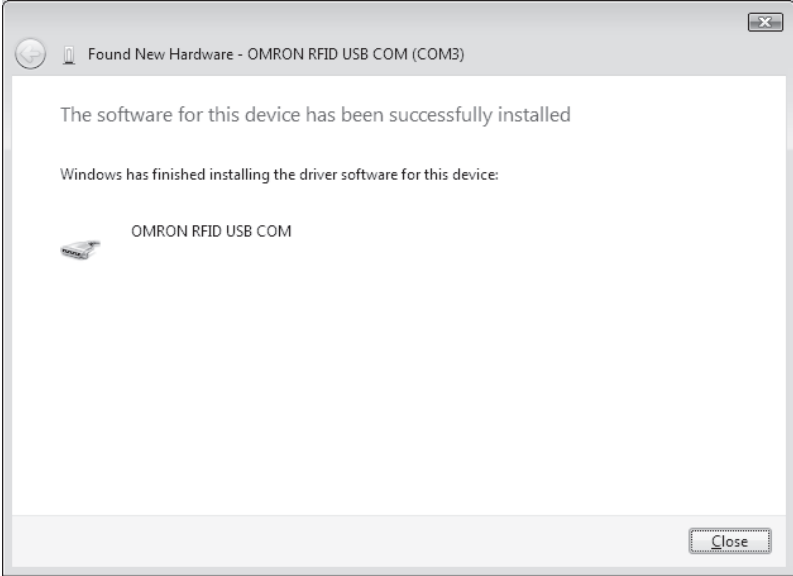 Found New Hardware - OMRON RFID USB COM (COM3)
The software for this device has been successfully installed
Windows has finished installing the driver software for this device:
OMRON RFID USB COM
Close